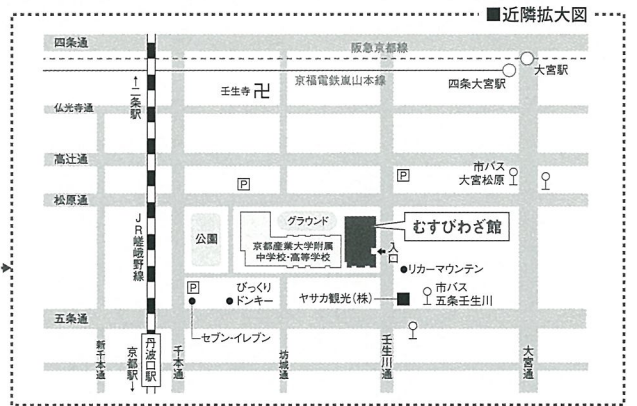 ■近隣拡大図
四条通
阪急京都線
大宮駅
京福電鉄嵐山本線
四条大宮駅
↑二条駅
壬生寺卍
仏光寺通
高辻通
市バス
大宮松原
P
P
松原通
JR嵯峨野線
公園
グラウンド
京都産業大学附属
中学校・高等学校
むすびわざ館
←入口
●リカーマウンテン
P
びっくり
ドンキー
ヤサカ観光(株)
市バス
五条壬生川
五条通
セブン-イレブン
新千本通
京都駅↓
丹波口駅
千本通
坊城通
壬生川通
大宮通